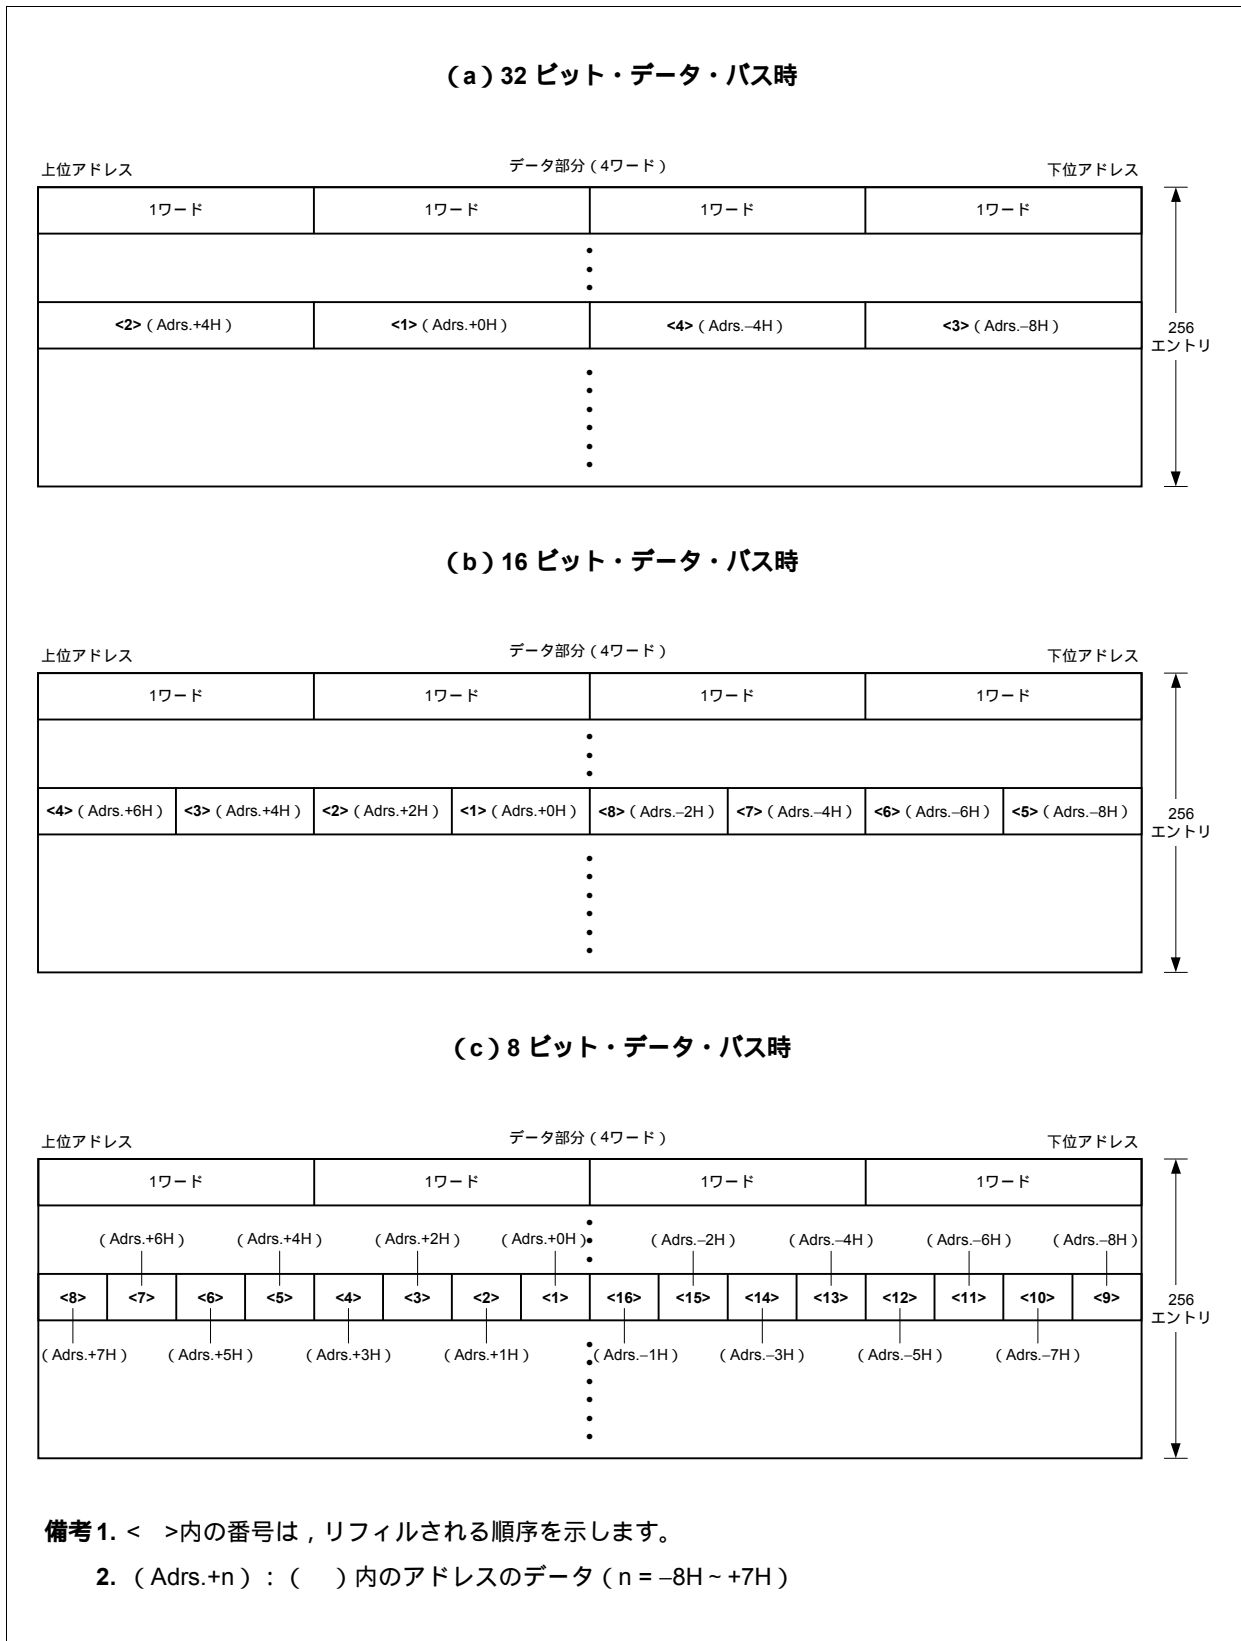 （a）32 ビット・データ・バス時
上位アドレス データ部分（4ワード） 下位アドレス
1ワード 1ワード 1ワード 1ワード
<2>（Adrs.+4H） <1>（Adrs.+0H） <4>（Adrs.−4H） <3>（Adrs.−8H）
256
エントリ
（b）16 ビット・データ・バス時
上位アドレス データ部分（4ワード） 下位アドレス
1ワード 1ワード 1ワード 1ワード
<4>（Adrs.+6H） <3>（Adrs.+4H） <2>（Adrs.+2H） <1>（Adrs.+0H） <8>（Adrs.−2H） <7>（Adrs.−4H） <6>（Adrs.−6H） <5>（Adrs.−8H）
256
エントリ
（c）8 ビット・データ・バス時
上位アドレス データ部分（4ワード） 下位アドレス
1ワード 1ワード 1ワード 1ワード
（Adrs.+6H） （Adrs.+4H） （Adrs.+2H） （Adrs.+0H） （Adrs.−2H） （Adrs.−4H） （Adrs.−6H） （Adrs.−8H）
<8> <7> <6> <5> <4> <3> <2> <1> <16> <15> <14> <13> <12> <11> <10> <9>
256
エントリ
（Adrs.+7H） （Adrs.+5H） （Adrs.+3H） （Adrs.+1H） （Adrs.−1H） （Adrs.−3H） （Adrs.−5H） （Adrs.−7H）
備考1. <　>内の番号は，リフィルされる順序を示します。
2. （Adrs.+n）：（　）内のアドレスのデータ（n = −8H ~ +7H）